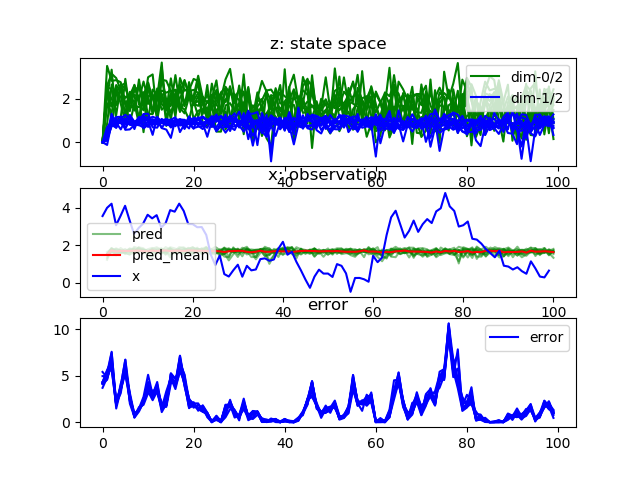 z: state space
2
0
dim-0/2
dim-1/2
0 20 40 60 80 100
x: observation
4
2
0
pred
pred_mean
x
0 20 40 60 80 100
error
10
5
0
error
0 20 40 60 80 100